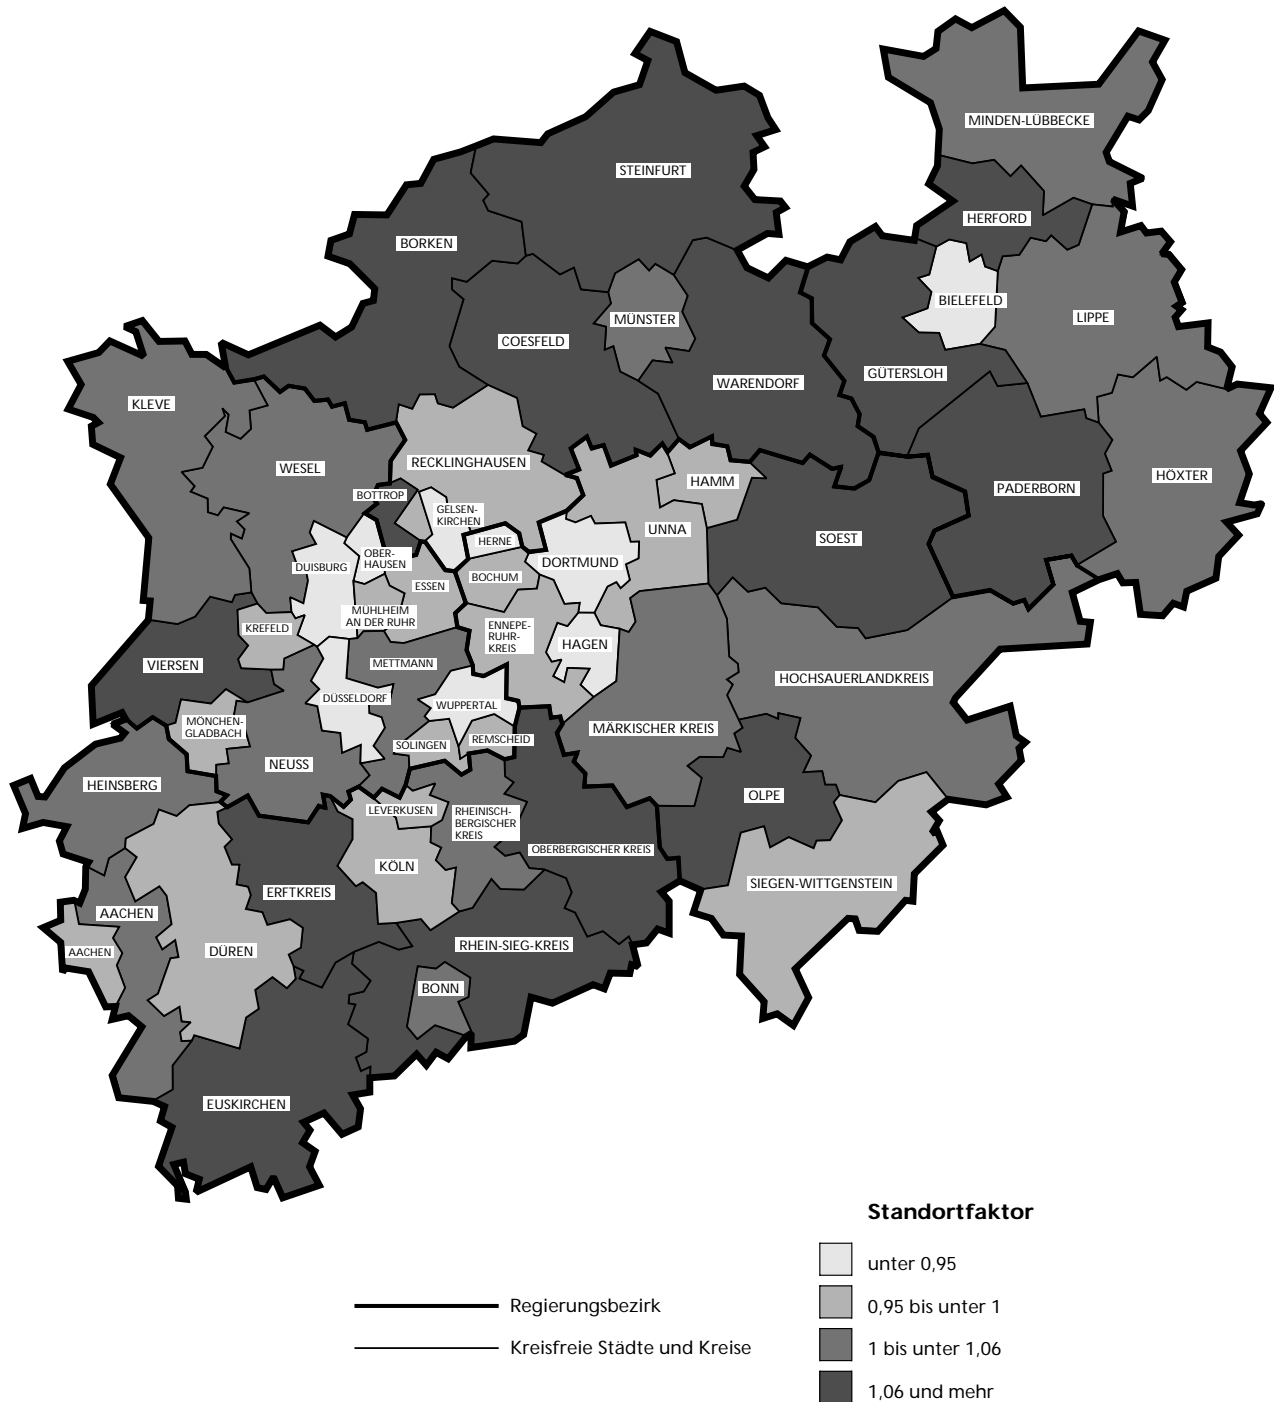 MINDEN-LÜBBECKE
STEINFURT
HERFORD
BORKEN
BIELEFELD
MÜNSTER
LIPPE
COESFELD
GÜTERSLOH
WARENDORF
KLEVE
RECKLINGHAUSEN
WESEL
HÖXTER
HAMM
PADERBORN
BOTTROP
GELSEN-
KIRCHEN
UNNA
SOEST
HERNE
OBER-
HAUSEN
DORTMUND
DUISBURG
BOCHUM
ESSEN
MÜHLHEIM
AN DER RUHR
KREFELD
ENNEPE-
RUHR-
KREIS
HAGEN
VIERSEN
METTMANN
HOCHSAUERLANDKREIS
DÜSSELDORF
WUPPERTAL
MÖNCHEN-
GLADBACH
MÄRKISCHER KREIS
SOLINGEN
REMSCHEID
NEUSS
HEINSBERG
OLPE
LEVERKUSEN
RHEINISCH-
BERGISCHER
KREIS
OBERBERGISCHER KREIS
KÖLN
SIEGEN-WITTGENSTEIN
ERFTKREIS
AACHEN
RHEIN-SIEG-KREIS
AACHEN
DÜREN
BONN
EUSKIRCHEN
Standortfaktor
unter 0,95
Regierungsbezirk
0,95 bis unter 1
Kreisfreie Städte und Kreise
1 bis unter 1,06
1,06 und mehr